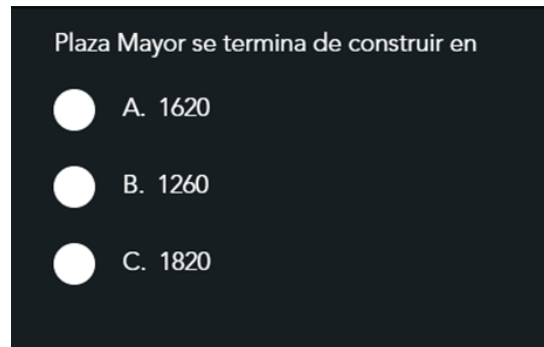 Plaza Mayor se termina de construir en
A. 1620
B. 1260
C. 1820